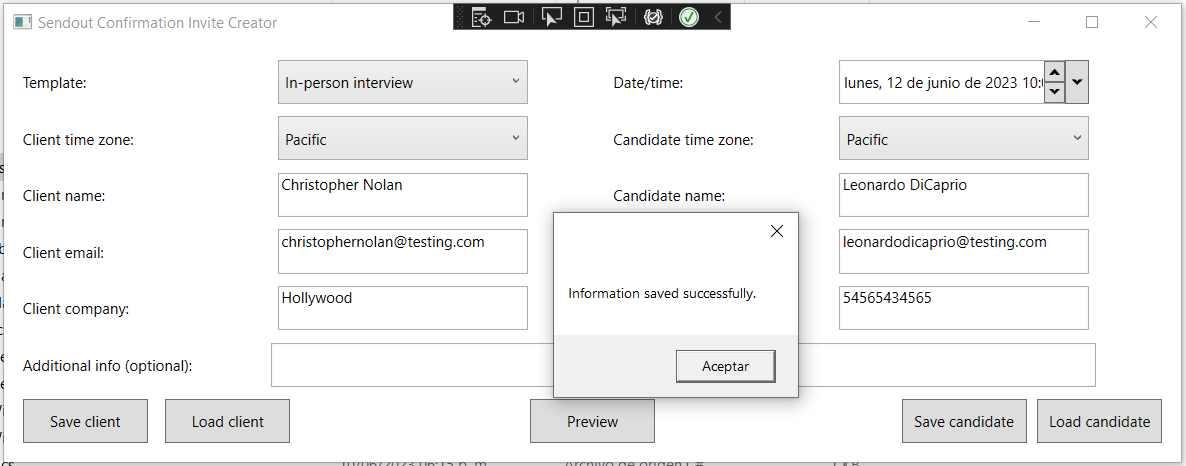 Sendout Confirmation Invite Creator
Template:
In-person interview
Date/time:
lunes, 12 de junio de 2023 10:
Client time zone:
Pacific
Candidate time zone:
Pacific
Client name:
Christopher Nolan
Candidate name:
Leonardo DiCaprio
Client email:
christophernolan@testing.com
leonardodicaprio@testing.com
Client company:
Hollywood
54565434565
Information saved successfully.
Aceptar
Additional info (optional):
Save client
Load client
Preview
Save candidate
Load candidate